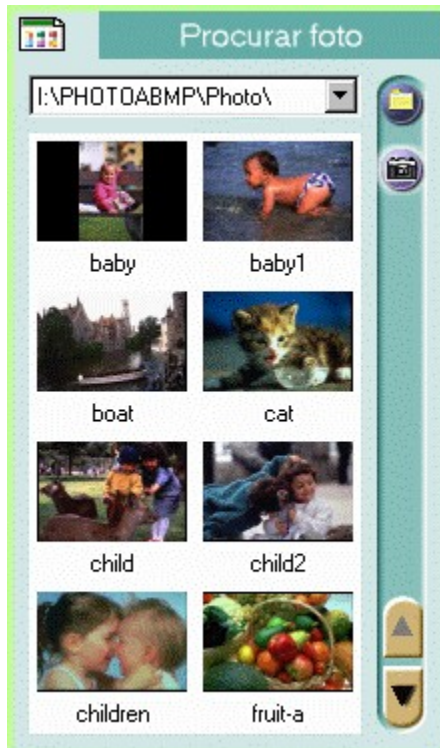 Procurar foto
I:\PHOTOABMP\Photo\
baby baby1
boat cat
child child2
children fruit-a